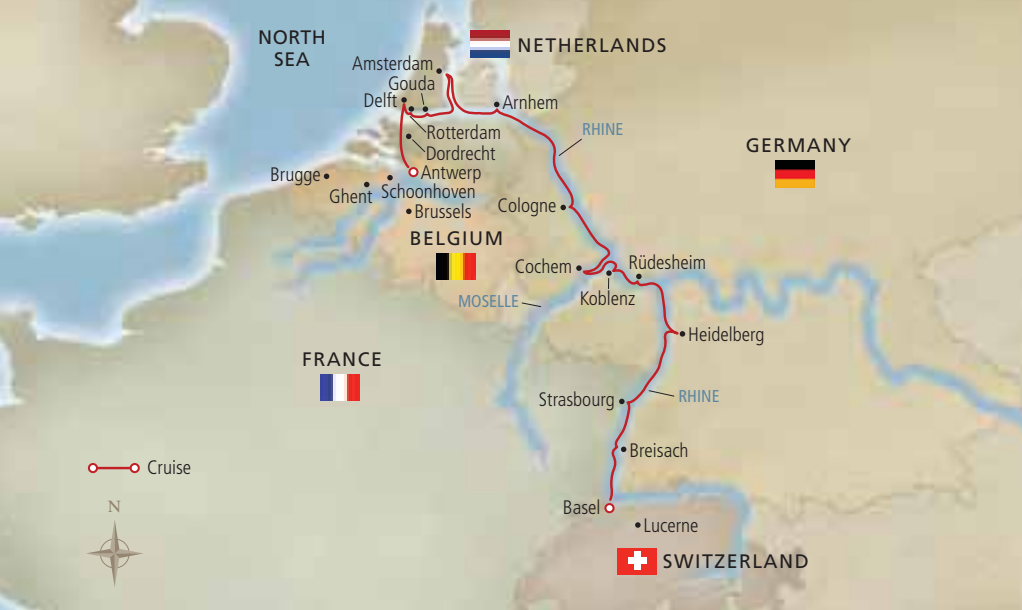 NORTH
SEA
NETHERLANDS
Amsterdam
Gouda
Delft
Arnhem
Rotterdam
RHINE
Dordrecht
GERMANY
Antwerp
Brugge
Ghent
Schoonhoven
Cologne
Brussels
BELGIUM
Cochem
Rüdesheim
Koblenz
MOSELLE
Heidelberg
FRANCE
Strasbourg
RHINE
Breisach
Cruise
N
Basel
Lucerne
SWITZERLAND